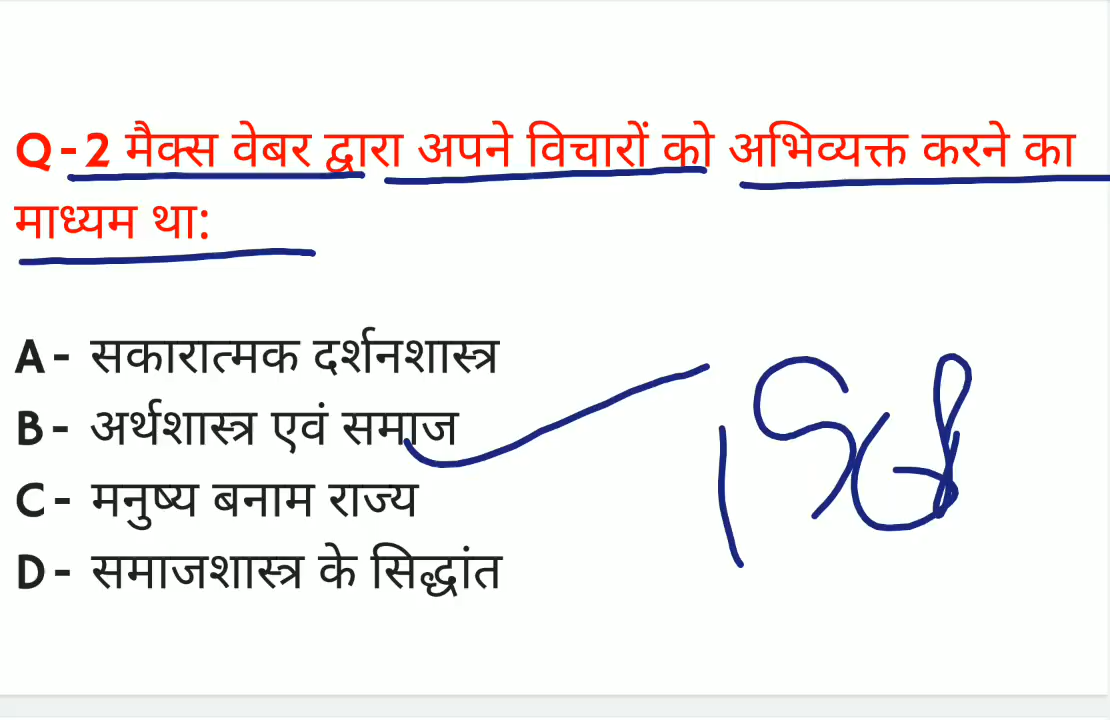 Q-2 मैक्स वेबर द्वारा अपने विचारों को अभिव्यक्त करने का
माध्यम था:
A- सकारात्मक दर्शनशास्त्र
B- अर्थशास्त्र एवं समाज
C- मनुष्य बनाम राज्य
D- समाजशास्त्र के सिद्धांत